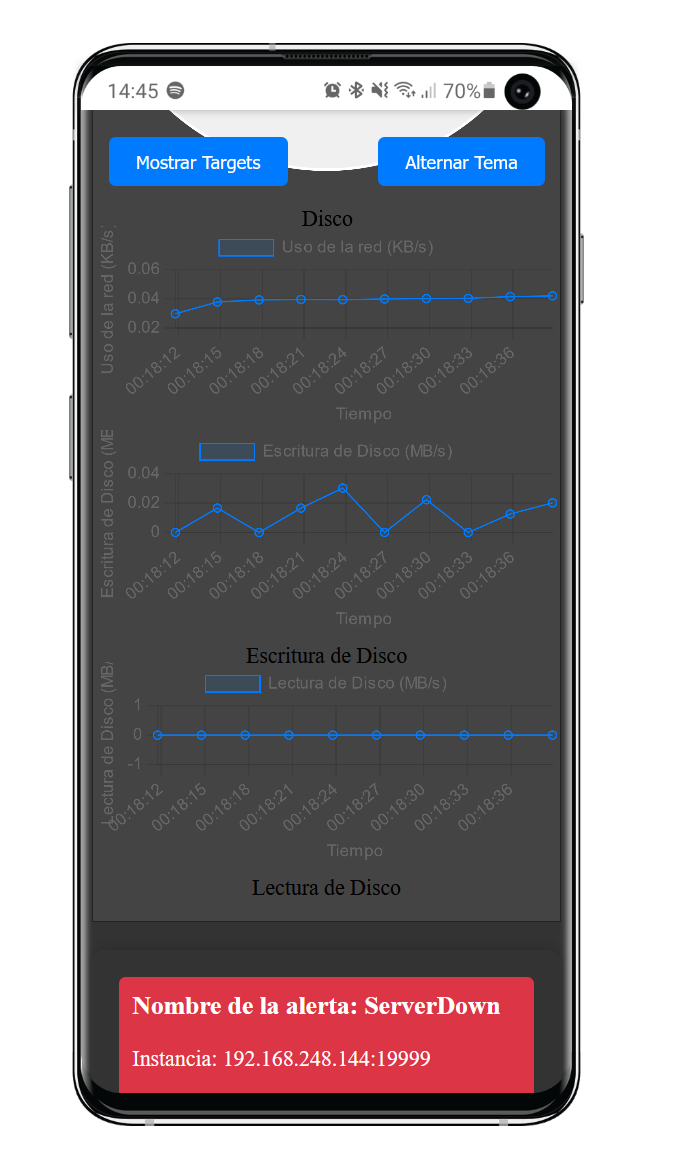 14:45 70%
Mostrar Targets Alternar Tema
Disco
Uso de la red (KB/s)
Uso de la red (KB/s)
0.06
0.04
0.02
00:18:12 00:18:15 00:18:18 00:18:21 00:18:24 00:18:27 00:18:30 00:18:33 00:18:36
Tiempo
Escritura de Disco (MB/s)
Escritura de Disco (MB
0.04
0.02
0
00:18:12 00:18:15 00:18:18 00:18:21 00:18:24 00:18:27 00:18:30 00:18:33 00:18:36
Tiempo
Escritura de Disco
Lectura de Disco (MB/s)
Lectura de Disco (MB/
1
0
-1
00:18:12 00:18:15 00:18:18 00:18:21 00:18:24 00:18:27 00:18:30 00:18:33 00:18:36
Tiempo
Lectura de Disco
Nombre de la alerta: ServerDown
Instancia: 192.168.248.144:19999